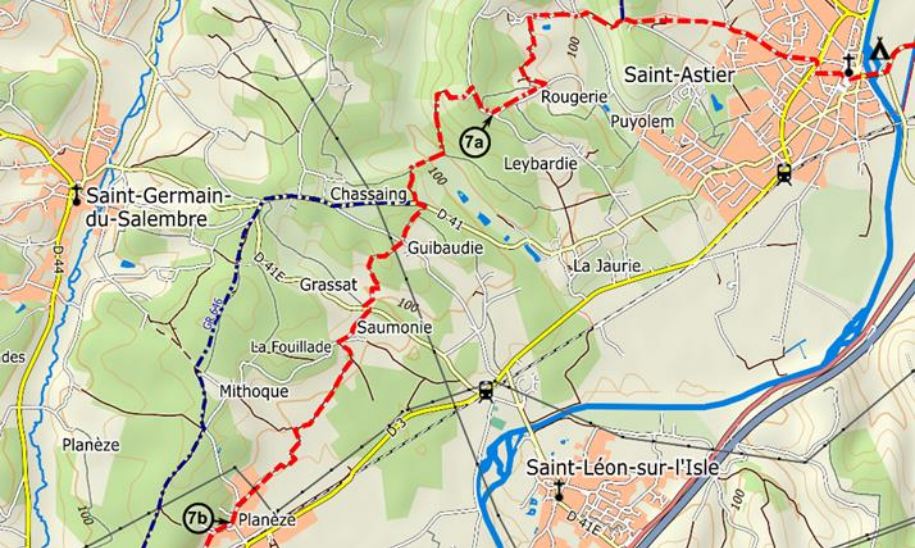 100
Saint-Astier
Rougerie
Puyolem
7a
Leybardie
100
Chassaing
Saint-Germain-
du-Salembre
D-41
Guibaudie
D-44
D-41E
La Jaurie
Grassat
100
GR 646
Saumonie
La Fouillade
des
Mithoque
D-3
Planèze
Saint-Léon-sur-l'Isle
100
100
7b
Planèze
D-41E